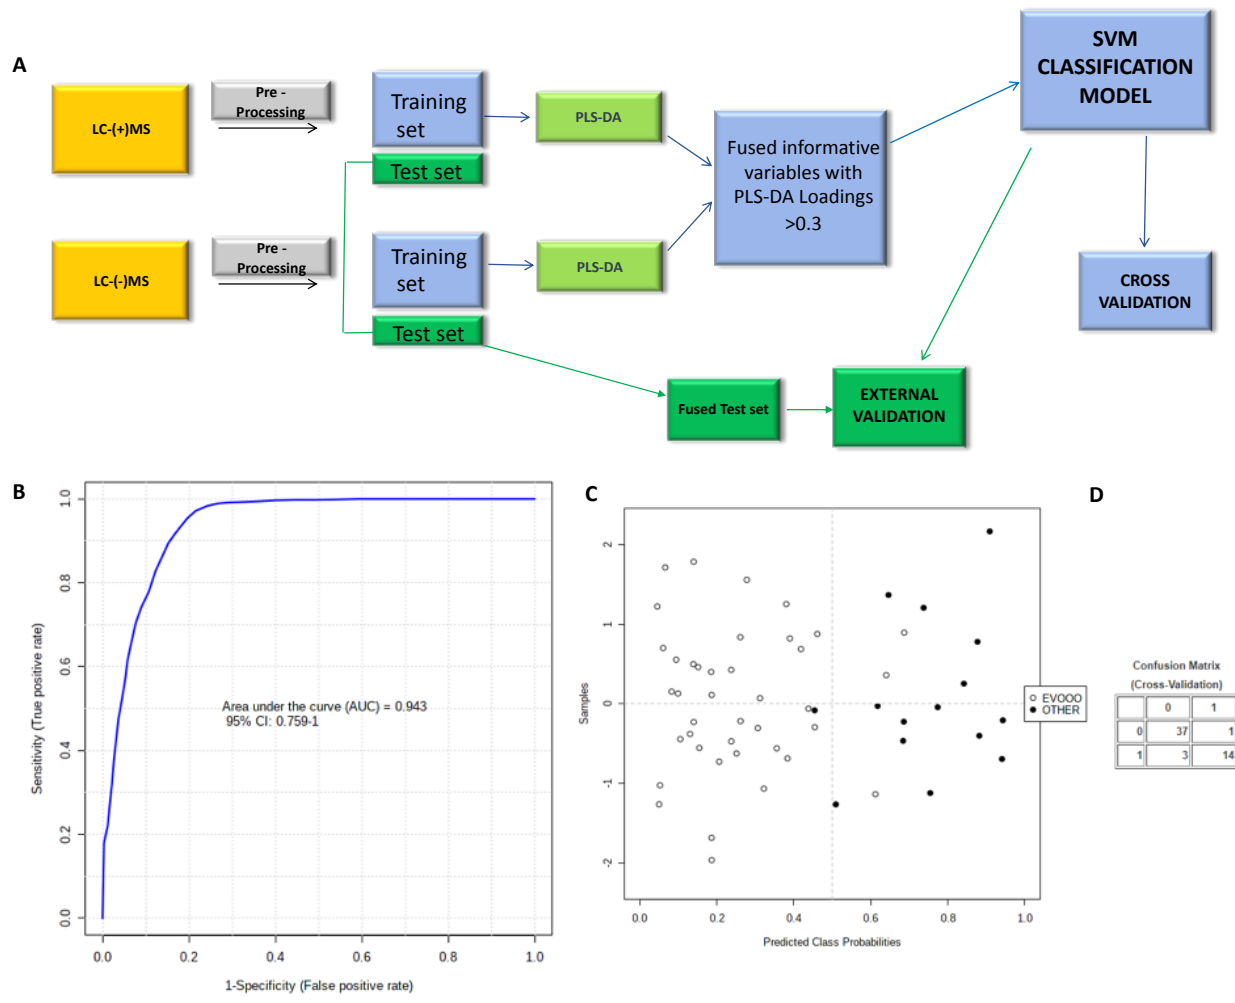 A
LC-(+)MS
Pre -
Processing
Training
set
Test set
PLS-DA
Fused informative
variables with
PLS-DA Loadings
>0.3
SVM
CLASSIFICATION
MODEL
LC-(-)MS
Pre -
Processing
Training
set
Test set
PLS-DA
CROSS
VALIDATION
Fused Test set
EXTERNAL
VALIDATION
B
Sensitivity (True positive rate)
1.0
0.8
0.6
0.4
0.2
0.0
Area under the curve (AUC) = 0.943
95% CI: 0.759-1
0.0 0.2 0.4 0.6 0.8 1.0
1-Specificity (False positive rate)
C
Samples
2
1
0
-1
-2
EVOOO
OTHER
0.0 0.2 0.4 0.6 0.8 1.0
Predicted Class Probabilities
D
Confusion Matrix
(Cross-Validation)
0 1
0 37 1
1 3 14